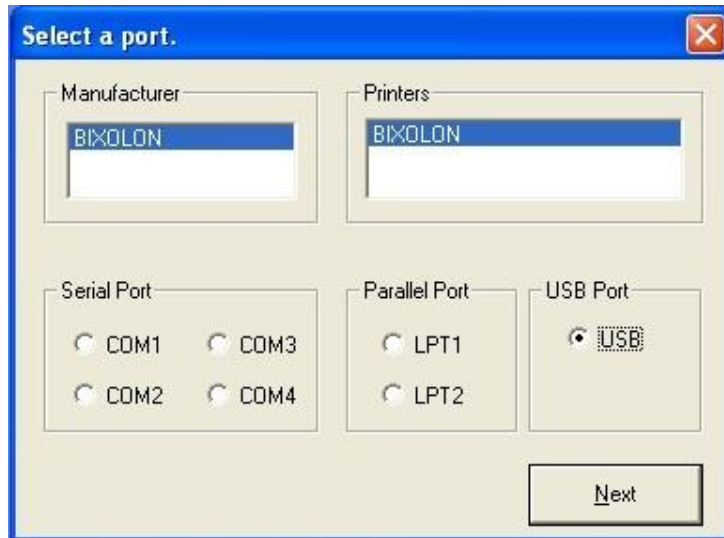 Select a port.
Manufacturer
BIXOLON
Printers
BIXOLON
Serial Port
COM1 COM3
COM2 COM4
Parallel Port
LPT1
LPT2
USB Port
USB
Next